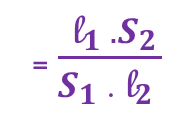 = ℓ₁ . S₂
S₁ . ℓ₂